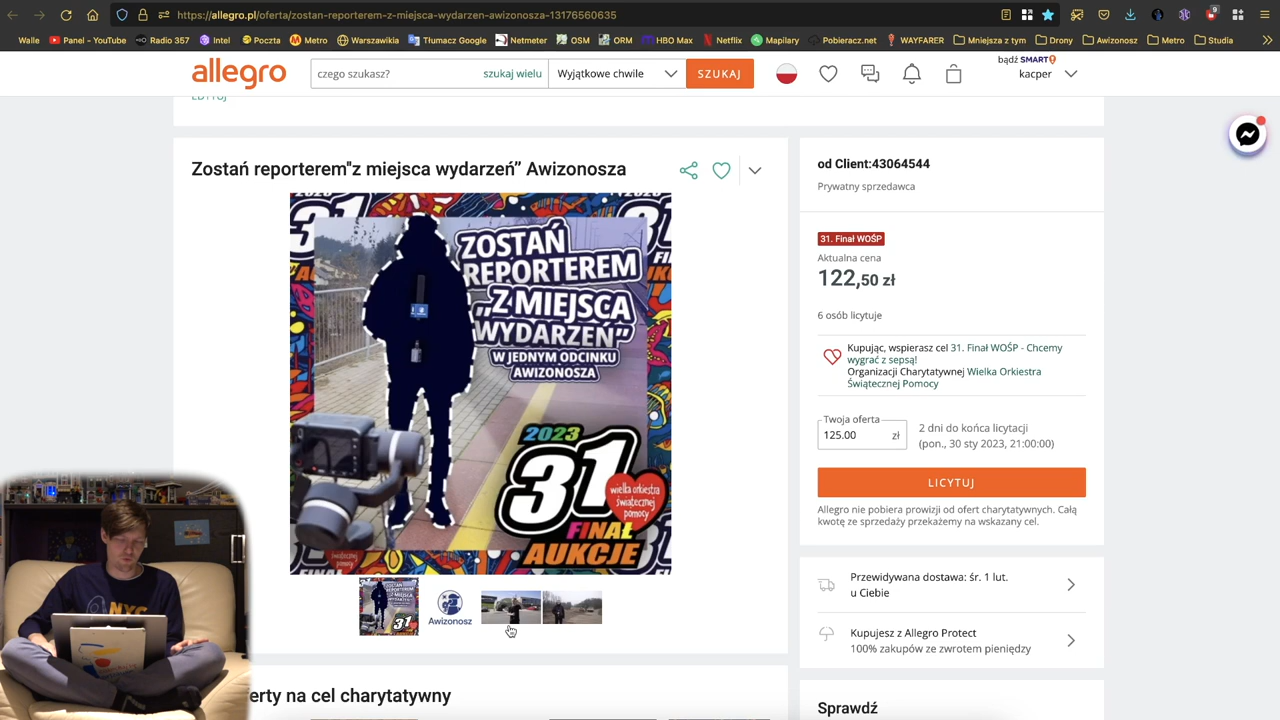 https://allegro.pl/oferta/zostan-reporterem-z-miejsca-wydarzen-awizonosza-13176560635
9
Walle
Panel - YouTube
Radio 357
Intel
Poczta
Metro
Warszawikia
Tłumacz Google
Netmeter
OSM
ORM
HBO Max
Netflix
Mapilary
Pobieracz.net
WAYFARER
Mniejsza z tym
Drony
Awizonosz
Metro
Studia
allegro
czego szukasz?
szukaj wielu
Wyjątkowe chwile
SZUKAJ
bądź SMART!
kacper
EDYTUJ
Zostań reporterem"z miejsca wydarzeń” Awizonosza
ZOSTAŃ
REPORTEREM
„Z MIEJSCA
WYDARZEŃ”
W JEDNYM ODCINKU
AWIZONOSZA
2023
31
wielka orkiestra
świątecznej
pomocy
FINAŁ
AUKCJE
Awizonosz
od Client:43064544
Prywatny sprzedawca
31. Finał WOŚP
Aktualna cena
122,50 zł
6 osób licytuje
Kupując, wspierasz cel 31. Finał WOŚP - Chcemy
wygrać z sepsą!
Organizacji Charytatywnej Wielka Orkiestra
Świątecznej Pomocy
Twoja oferta
125.00 zł
2 dni do końca licytacji
(pon., 30 sty 2023, 21:00:00)
LICYTUJ
Allegro nie pobiera prowizji od ofert charytatywnych. Całą
kwotę ze sprzedaży przekażemy na wskazany cel.
Przewidywana dostawa: śr. 1 lut.
u Ciebie
Kupujesz z Allegro Protect
100% zakupów ze zwrotem pieniędzy
NYC
erty na cel charytatywny
Sprawdź